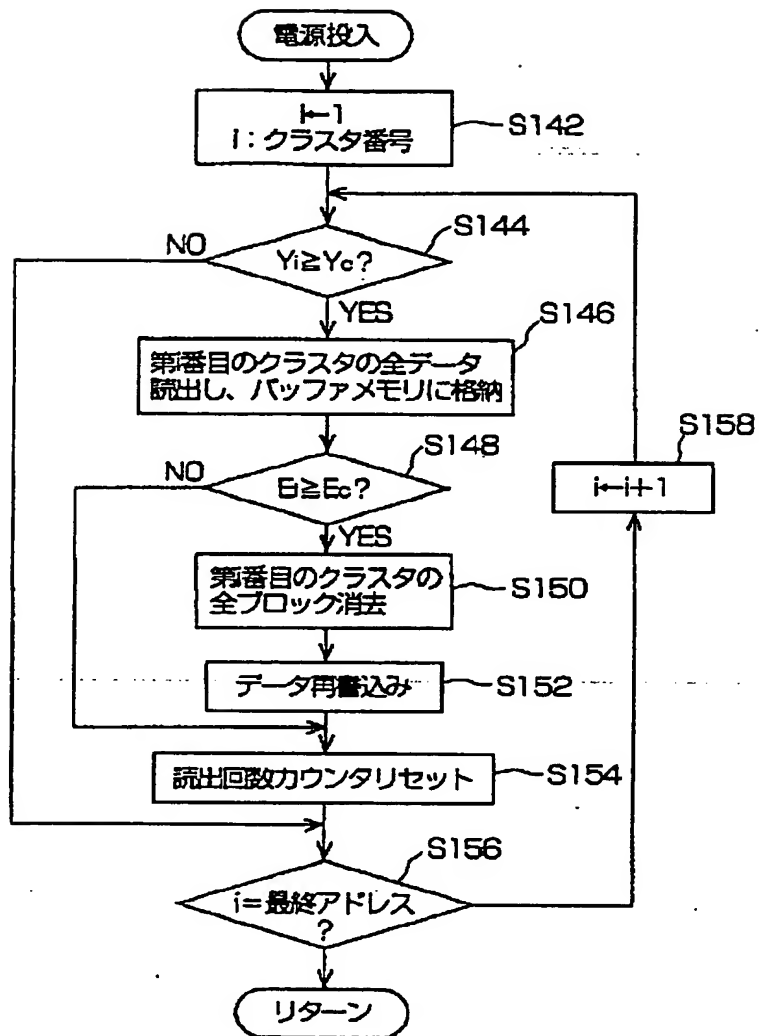 電源投入
i←1
i：クラスタ番号
S142
S144
NO
Yi≧Yc？
YES
S146
第i番目のクラスタの全データ
読出し、バッファメモリに格納
S148
S158
NO
Ei≧Ec？
i←i＋1
YES
第i番目のクラスタの
全ブロック消去
S150
データ再書込み
S152
読出回数カウンタリセット
S154
S156
i＝最終アドレス
？
リターン